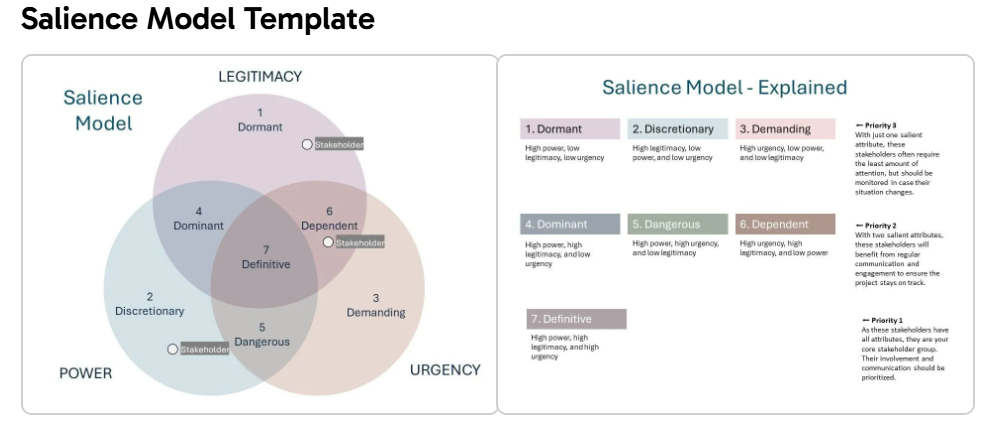 Salience Model Template
LEGITIMACY
Salience
Model
1
Dormant
Stakeholder
4
Dominant
6
Dependent
Stakeholder
7
Definitive
2
Discretionary
3
Demanding
5
Dangerous
Stakeholder
POWER
URGENCY
Salience Model - Explained
1. Dormant
High power, low
legitimacy, low urgency
2. Discretionary
High legitimacy, low
power, and low urgency
3. Demanding
High urgency, low power,
and low legitimacy
← Priority 3
With just one salient
attribute, these
stakeholders often require
the least amount of
attention, but should be
monitored in case their
situation changes.
4. Dominant
High power, high
legitimacy, and low
urgency
5. Dangerous
High power, high urgency,
and low legitimacy
6. Dependent
High urgency, high
legitimacy, and low power
← Priority 2
With two salient attributes,
these stakeholders will
benefit from regular
communication and
engagement to ensure the
project stays on track.
7. Definitive
High power, high
legitimacy, and high
urgency
← Priority 1
As these stakeholders have
all attributes, they are your
core stakeholder group.
Their involvement and
communication should be
prioritized.